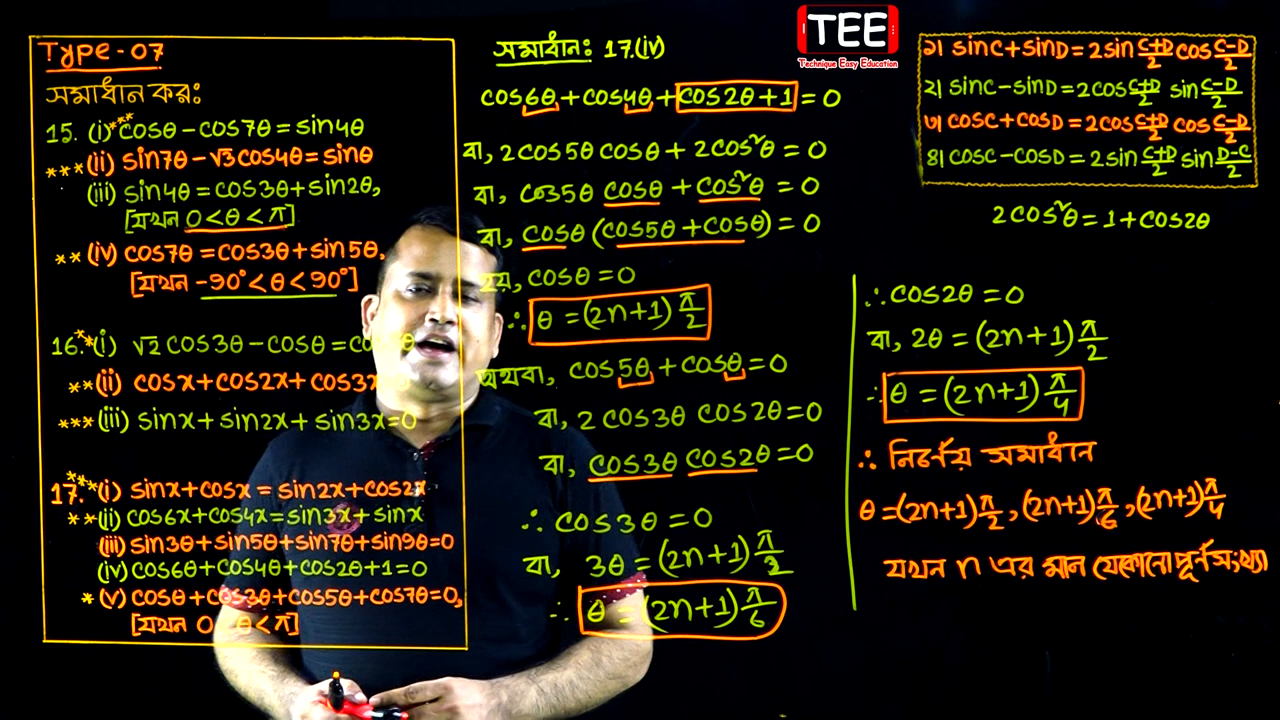 TEE
Technique Easy Education
Type-07
সমাধান করঃ
15. (i)*** cosθ-cos7θ=sin4θ
***(ii) sin7θ-√3cos4θ=sinθ
(iii) sin4θ=cos3θ+sin2θ,
[যখন 0<θ<π]
**(iv) cos7θ=cos3θ+sin5θ,
[যখন -90°<θ<90°]
16.**(i) √2cos3θ-cosθ=
**(ii) cosx+cos2x+cos3x
***(iii) sinx+sin2x+sin3x=0
17.***(i) sinx+cosx=sin2x+cos2x
**(ii) cos6x+cos4x=sin3x+sinx
(iii) sin3θ+sin5θ+sin7θ+sin9θ=0
(iv) cos6θ+cos4θ+cos2θ+1=0
*(v) cosθ+cos3θ+cos5θ+cos7θ=0,
[যখন 0 θ<π]
সমাধান: 17.(iv)
cos6θ+cos4θ+cos2θ+1=0
বা, 2cos5θ cosθ+2cos²θ=0
বা, cos5θ cosθ+cos²θ=0
বা, cosθ(cos5θ+cosθ)=0
হয়, cosθ=0
∴ θ=(2n+1)π/2
অথবা, cos5θ+cosθ=0
বা, 2cos3θ cos2θ=0
বা, cos3θ cos2θ=0
∴ cos3θ=0
বা, 3θ=(2n+1)π/2
∴ θ=(2n+1)π/6
১। sinC+sinD=2sin(C+D)/2 cos(C-D)/2
২। sinC-sinD=2cos(C+D)/2 sin(C-D)/2
৩। cosC+cosD=2cos(C+D)/2 cos(C-D)/2
৪। cosC-cosD=2sin(C+D)/2 sin(D-C)/2
2cos²θ=1+cos2θ
∴ cos2θ=0
বা, 2θ=(2n+1)π/2
∴ θ=(2n+1)π/4
∴ নির্ণেয় সমাধান
θ=(2n+1)π/2, (2n+1)π/6, (2n+1)π/4
যখন n এর মান যেকোনো পূর্ণ সংখ্যা